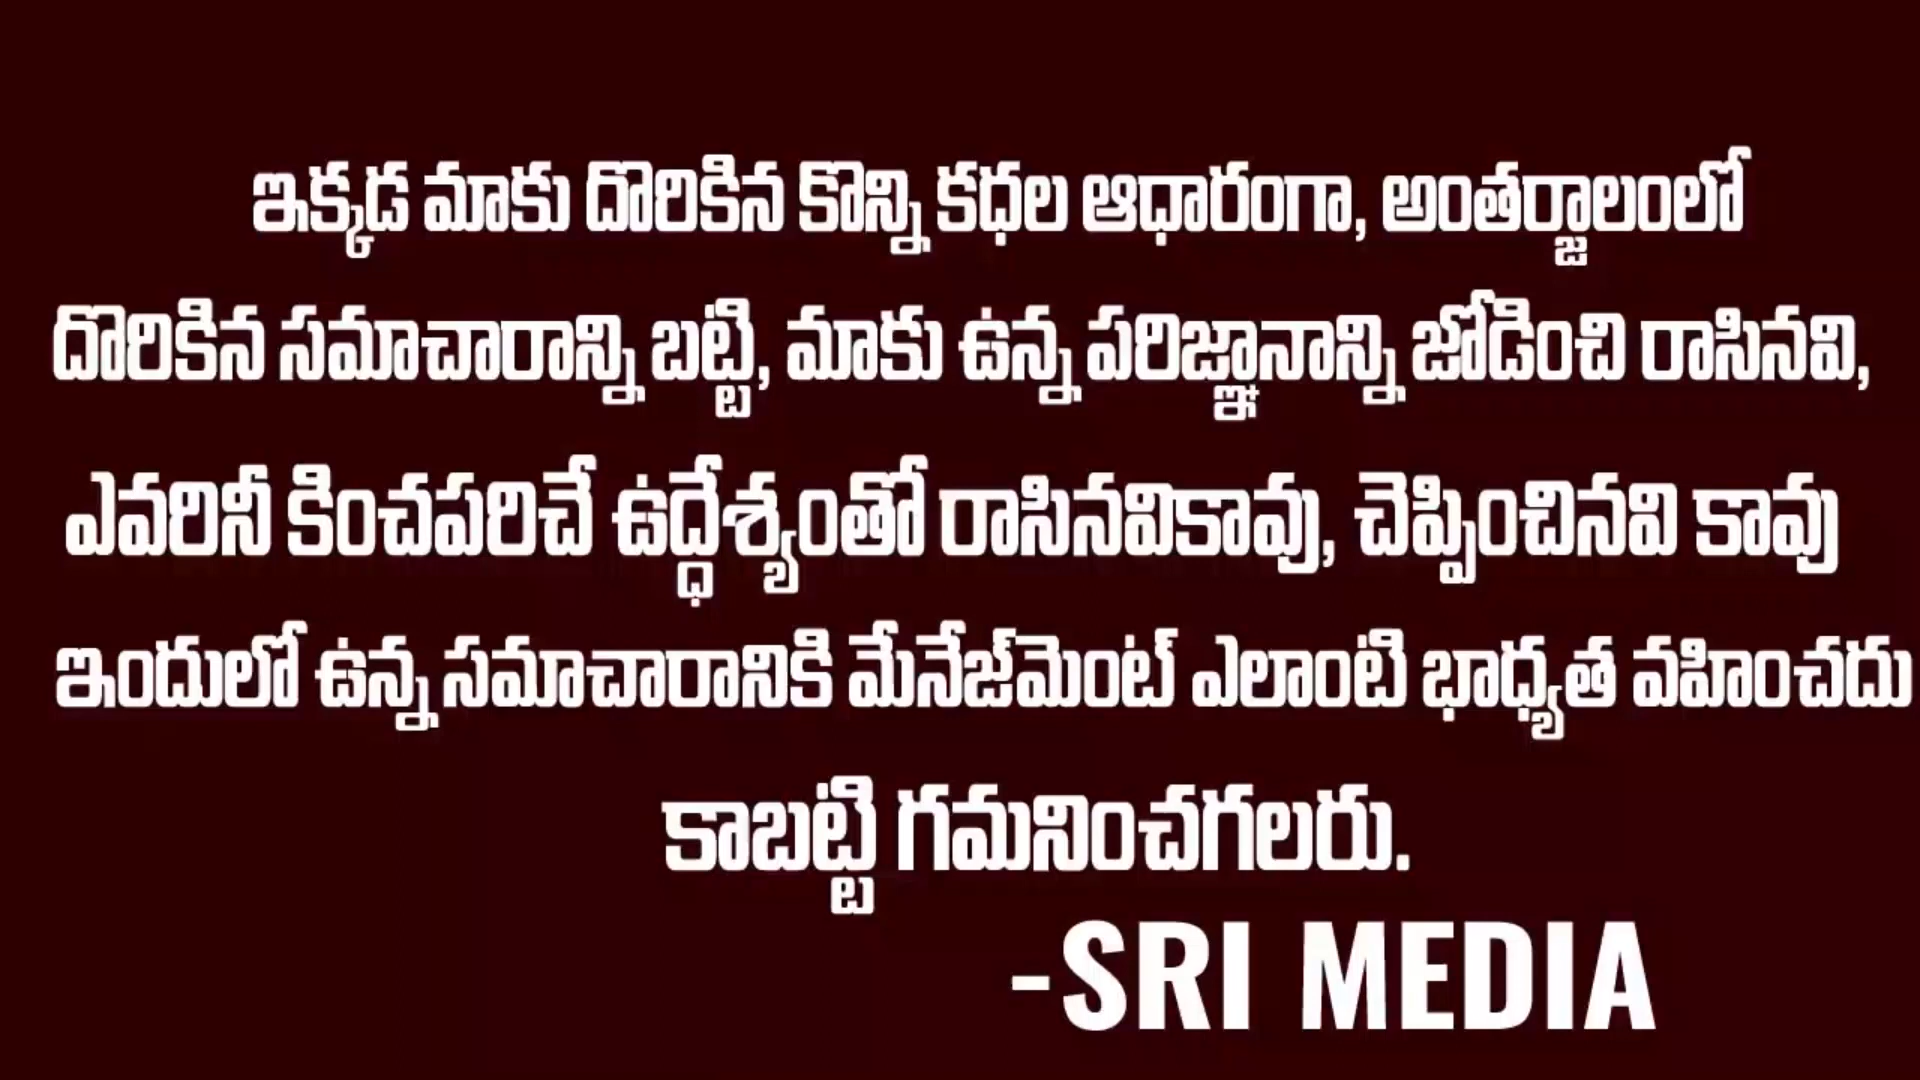 ఇక్కడ మాకు దొరికిన కొన్ని కధల ఆధారంగా, అంతర్జాలంలో
దొరికిన సమాచారాన్ని బట్టి, మాకు ఉన్న పరిజ్ఞానాన్ని జోడించి రాసినవి,
ఎవరినీ కించపరిచే ఉద్ధేశ్యంతో రాసినవికావు, చెప్పించినవి కావు
ఇందులో ఉన్న సమాచారానికి మేనేజ్‌మెంట్ ఎలాంటి భాధ్యత వహించదు
కాబట్టి గమనించగలరు.
-SRI MEDIA